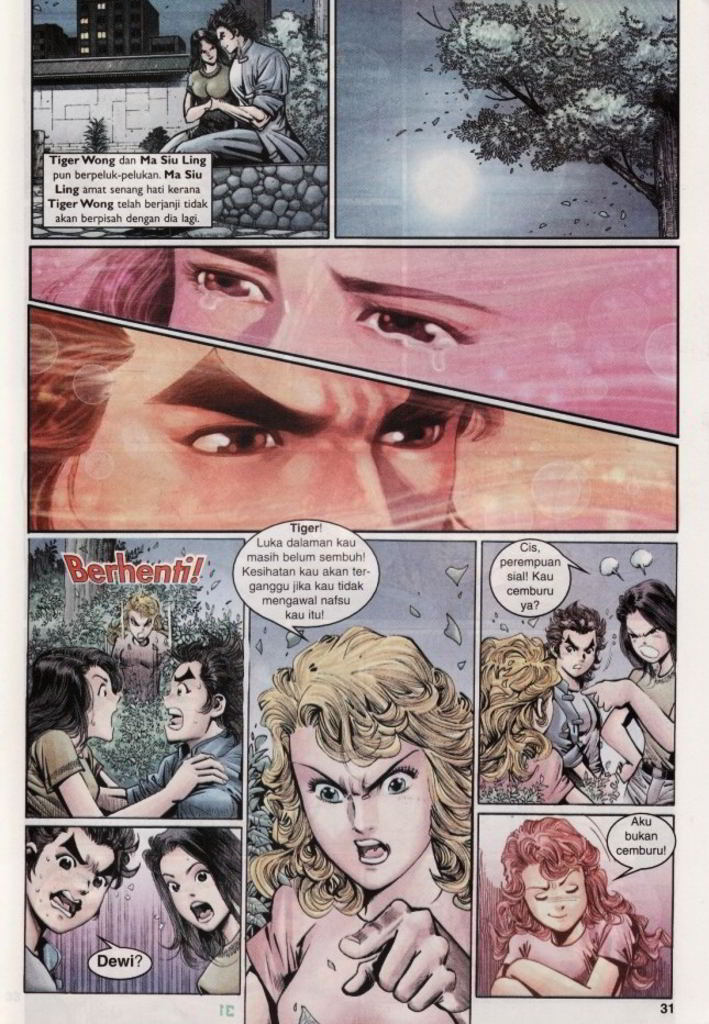 Tiger Wong dan Ma Siu Ling
pun berpeluk-pelukan. Ma Siu
Ling amat senang hati kerana
Tiger Wong telah berjanji tidak
akan berpisah dengan dia lagi.
Berhenti!
Tiger!
Luka dalaman kau
masih belum sembuh!
Kesihatan kau akan ter-
ganggu jika kau tidak
mengawal nafsu
kau itu!
Cis,
perempuan
sial! Kau
cemburu
ya?
Dewi?
Aku
bukan
cemburu!
31